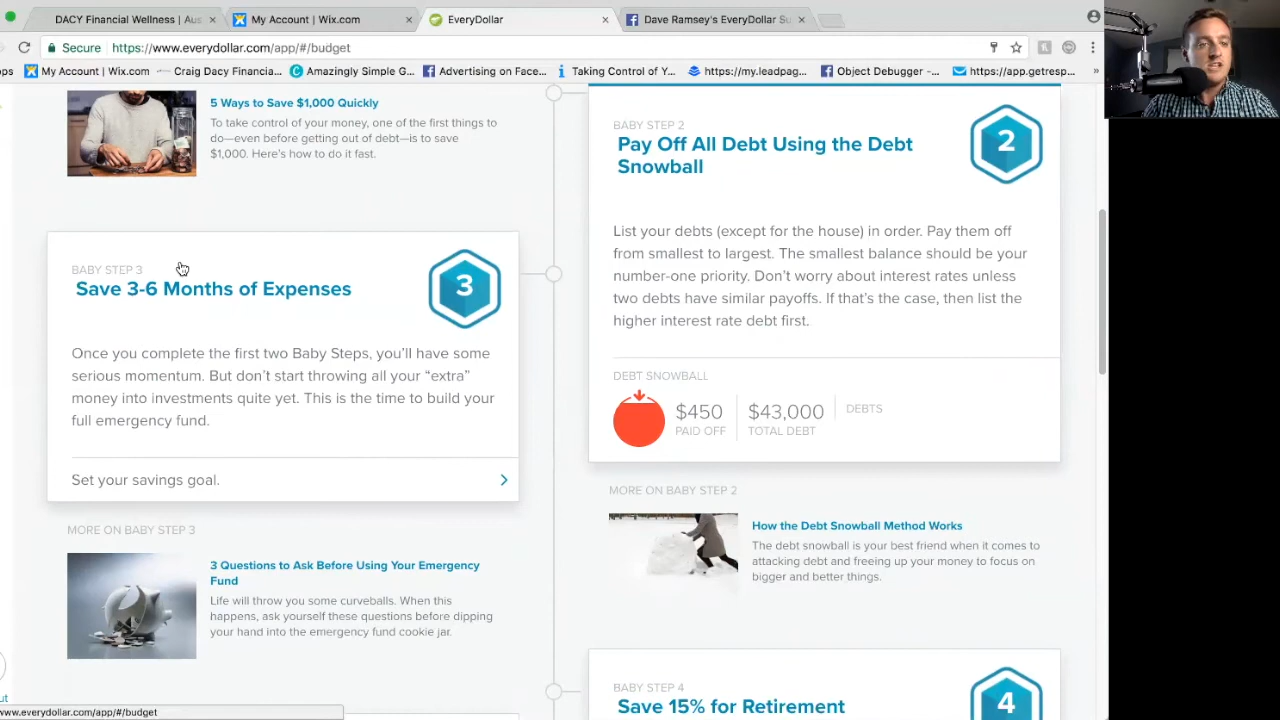 DACY Financial Wellness | Aus
My Account | Wix.com
EveryDollar
Dave Ramsey's EveryDollar Su
Secure
https://www.everydollar.com/app/#/budget
My Account | Wix.com
Craig Dacy Financia...
Amazingly Simple G...
Advertising on Face...
Taking Control of Y...
https://my.leadpag...
Object Debugger -...
https://app.getresp...
»
5 Ways to Save $1,000 Quickly
To take control of your money, one of the first things to
do—even before getting out of debt—is to save
$1,000. Here's how to do it fast.
BABY STEP 2
Pay Off All Debt Using the Debt
Snowball
2
List your debts (except for the house) in order. Pay them off
from smallest to largest. The smallest balance should be your
number-one priority. Don't worry about interest rates unless
two debts have similar payoffs. If that's the case, then list the
higher interest rate debt first.
DEBT SNOWBALL
$450
PAID OFF
$43,000
TOTAL DEBT
DEBTS
BABY STEP 3
Save 3-6 Months of Expenses
3
Once you complete the first two Baby Steps, you'll have some
serious momentum. But don't start throwing all your “extra”
money into investments quite yet. This is the time to build your
full emergency fund.
Set your savings goal.
MORE ON BABY STEP 3
3 Questions to Ask Before Using Your Emergency
Fund
Life will throw you some curveballs. When this
happens, ask yourself these questions before dipping
your hand into the emergency fund cookie jar.
MORE ON BABY STEP 2
How the Debt Snowball Method Works
The debt snowball is your best friend when it comes to
attacking debt and freeing up your money to focus on
bigger and better things.
BABY STEP 4
Save 15% for Retirement
4
www.everydollar.com/app/#/budget